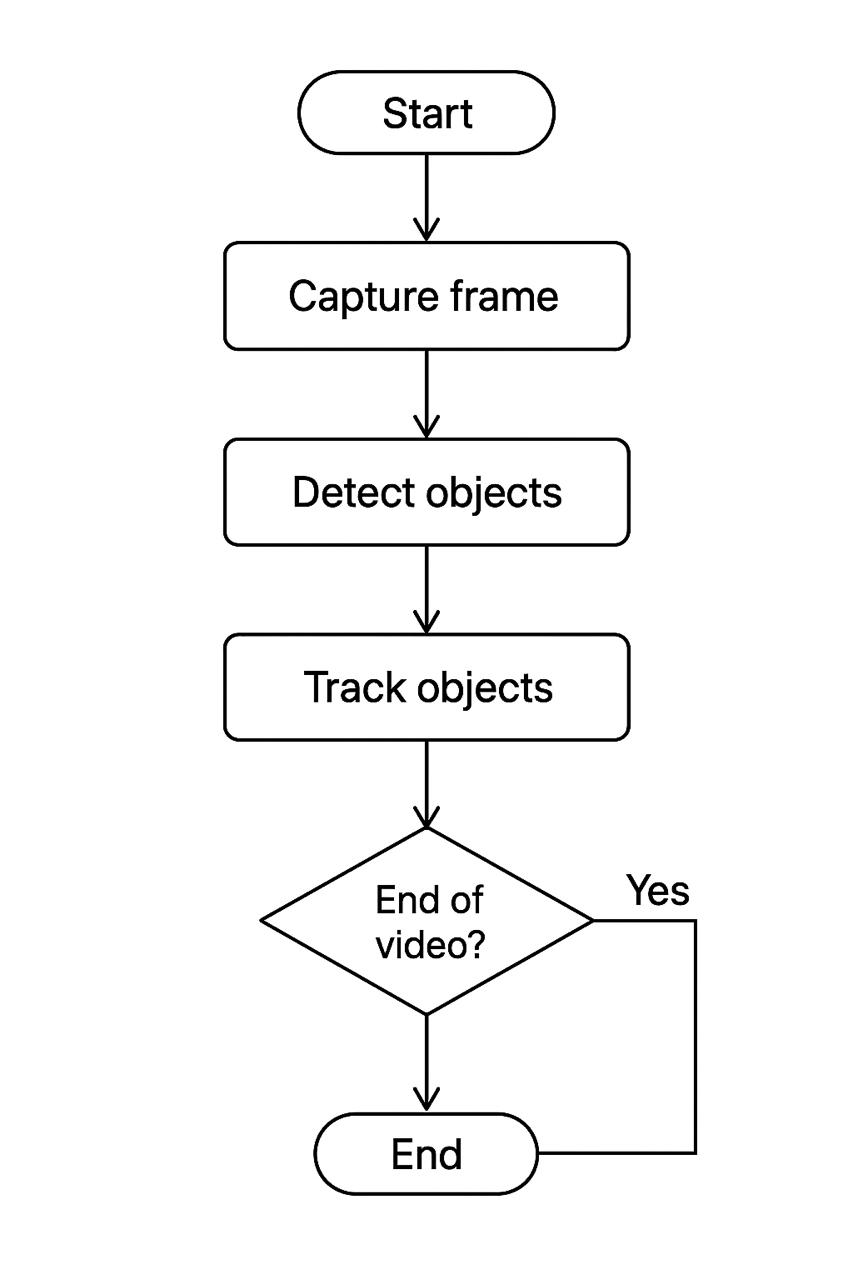 Start
Capture frame
Detect objects
Track objects
End of
video?
Yes
End